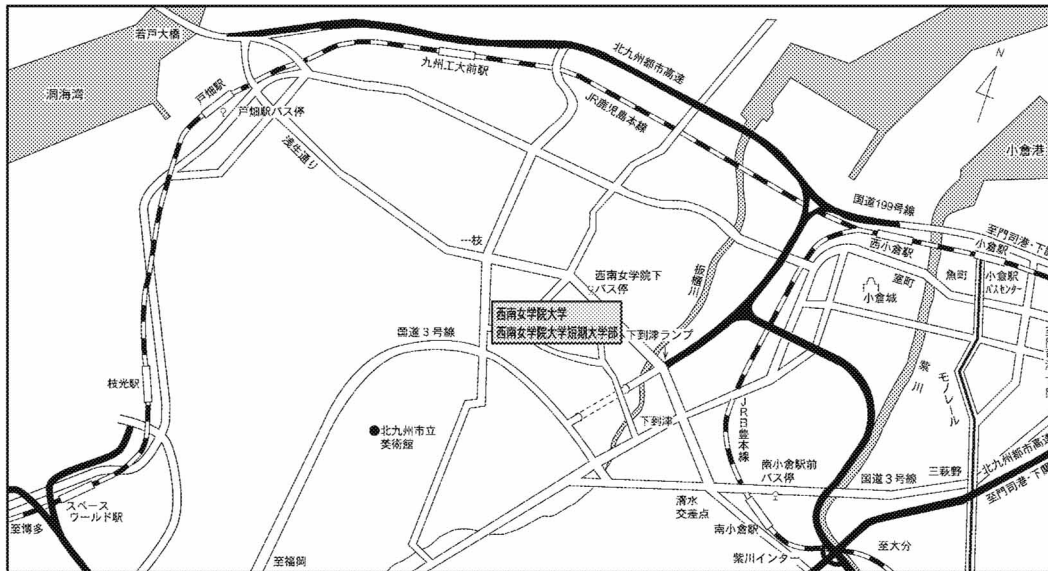 若戸大橋
北九州都市高速
N
九州工大前駅
洞海湾
戸畑駅
戸畑駅バス停
JR鹿児島本線
小倉港
浅生通り
国道199号線
至門司港・下関
一枝
西小倉駅
小倉駅
西南女学院下
バス停
板櫃川
室町
魚町
小倉駅
バスセンター
小倉城
西南女学院大学
西南女学院大学短期大学部
国道3号線
下到津ランプ
紫川
モノレール
枝光駅
下到津
JR日豊本線
北九州市立
美術館
南小倉駅前
バス停
三萩野
北九州都市高速
至門司港・下関
国道3号線
スペース
ワールド駅
清水
交差点
至博多
南小倉駅
至大分
至福岡
紫川インター